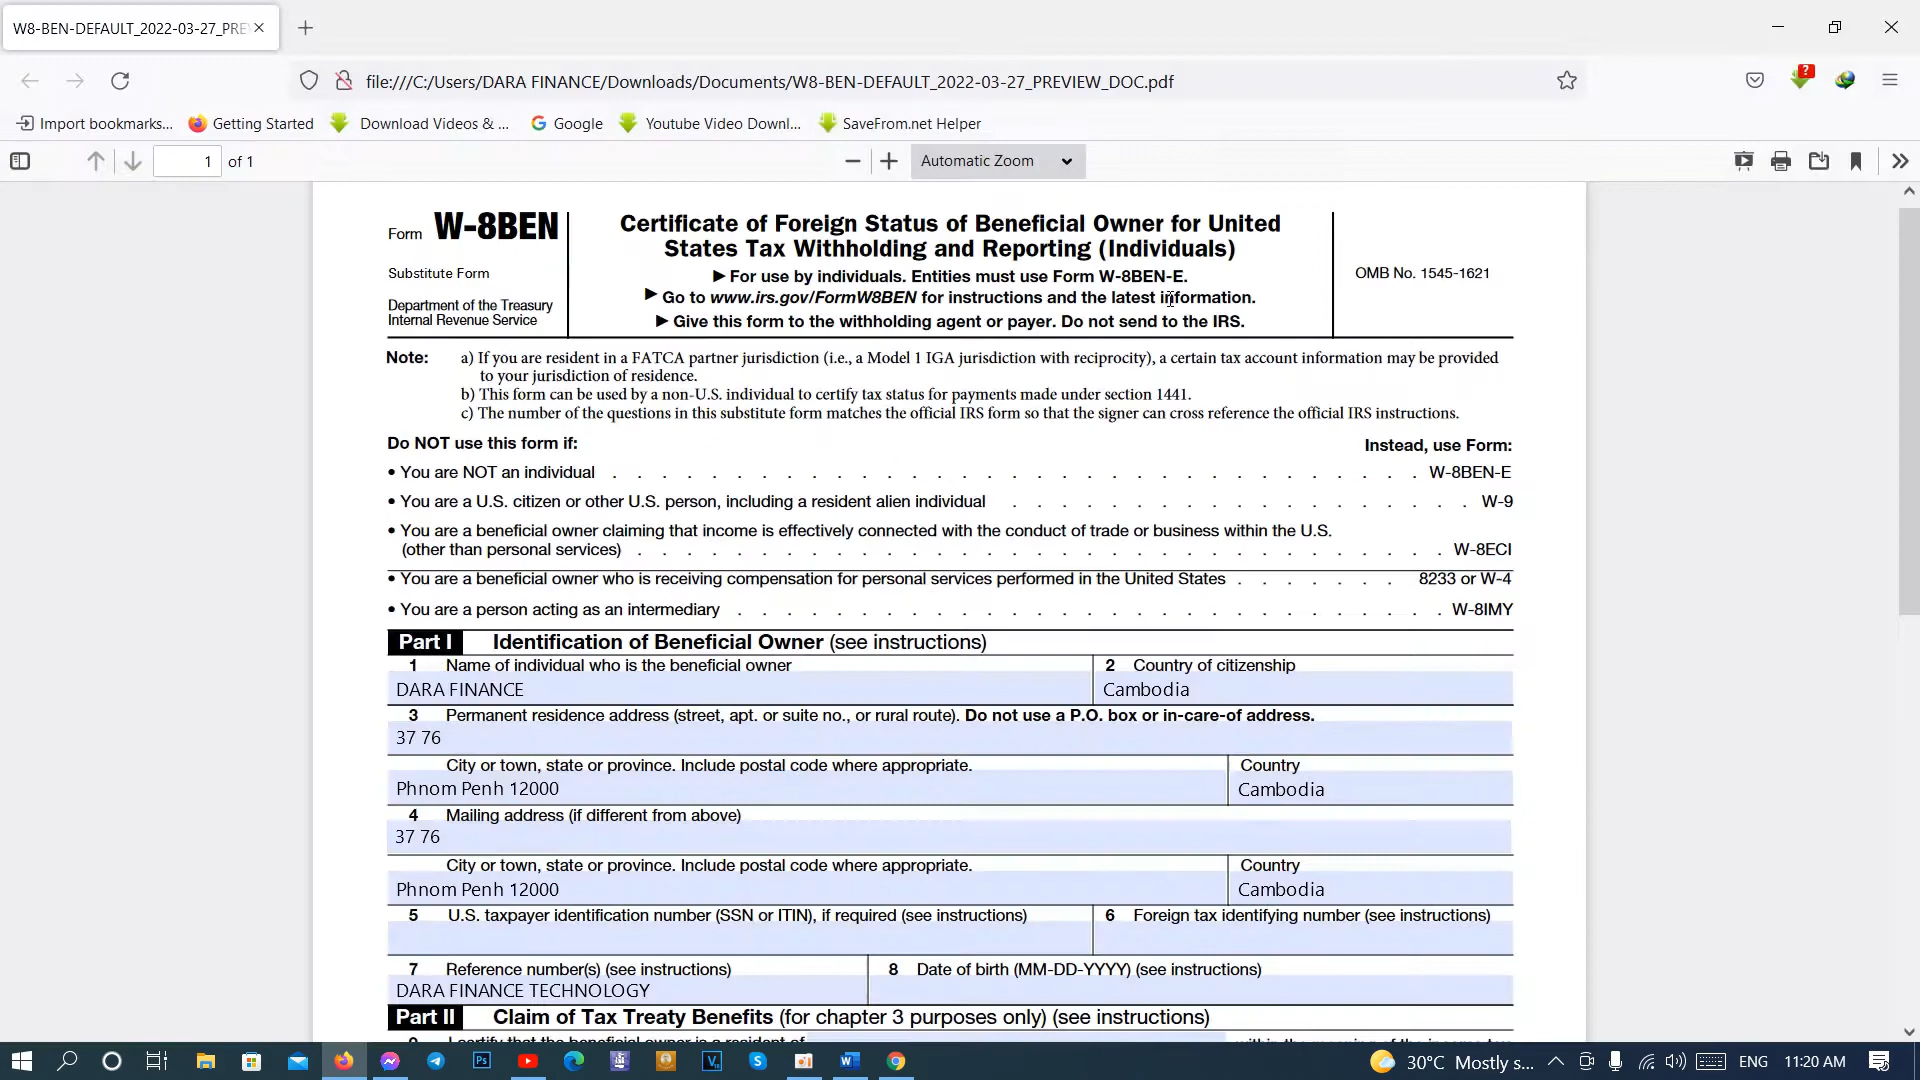 W8-BEN-DEFAULT_2022-03-27_PRE
file:///C:/Users/DARA FINANCE/Downloads/Documents/W8-BEN-DEFAULT_2022-03-27_PREVIEW_DOC.pdf
?
Import bookmarks... Getting Started Download Videos & ... Google Youtube Video Downl... SaveFrom.net Helper
1 of 1 Automatic Zoom
Form W-8BEN
Substitute Form
Department of the Treasury
Internal Revenue Service
Certificate of Foreign Status of Beneficial Owner for United
States Tax Withholding and Reporting (Individuals)
▶ For use by individuals. Entities must use Form W-8BEN-E.
▶ Go to www.irs.gov/FormW8BEN for instructions and the latest information.
▶ Give this form to the withholding agent or payer. Do not send to the IRS.
OMB No. 1545-1621
Note: a) If you are resident in a FATCA partner jurisdiction (i.e., a Model 1 IGA jurisdiction with reciprocity), a certain tax account information may be provided
to your jurisdiction of residence.
b) This form can be used by a non-U.S. individual to certify tax status for payments made under section 1441.
c) The number of the questions in this substitute form matches the official IRS form so that the signer can cross reference the official IRS instructions.
Do NOT use this form if: Instead, use Form:
• You are NOT an individual . . . . . . . . . . . . . . . . . . . . . . . . . . . . . . . . . W-8BEN-E
• You are a U.S. citizen or other U.S. person, including a resident alien individual . . . . . . . . . . . . . . . . . . . W-9
• You are a beneficial owner claiming that income is effectively connected with the conduct of trade or business within the U.S.
(other than personal services) . . . . . . . . . . . . . . . . . . . . . . . . . . . . . . . . . W-8ECI
• You are a beneficial owner who is receiving compensation for personal services performed in the United States . . . . . . . 8233 or W-4
• You are a person acting as an intermediary . . . . . . . . . . . . . . . . . . . . . . . . . . . . . W-8IMY
Part I Identification of Beneficial Owner (see instructions)
1 Name of individual who is the beneficial owner 2 Country of citizenship
DARA FINANCE Cambodia
3 Permanent residence address (street, apt. or suite no., or rural route). Do not use a P.O. box or in-care-of address.
37 76
City or town, state or province. Include postal code where appropriate. Country
Phnom Penh 12000 Cambodia
4 Mailing address (if different from above)
37 76
City or town, state or province. Include postal code where appropriate. Country
Phnom Penh 12000 Cambodia
5 U.S. taxpayer identification number (SSN or ITIN), if required (see instructions) 6 Foreign tax identifying number (see instructions)
7 Reference number(s) (see instructions) 8 Date of birth (MM-DD-YYYY) (see instructions)
DARA FINANCE TECHNOLOGY
Part II Claim of Tax Treaty Benefits (for chapter 3 purposes only) (see instructions)
30°C Mostly s... ENG 11:20 AM